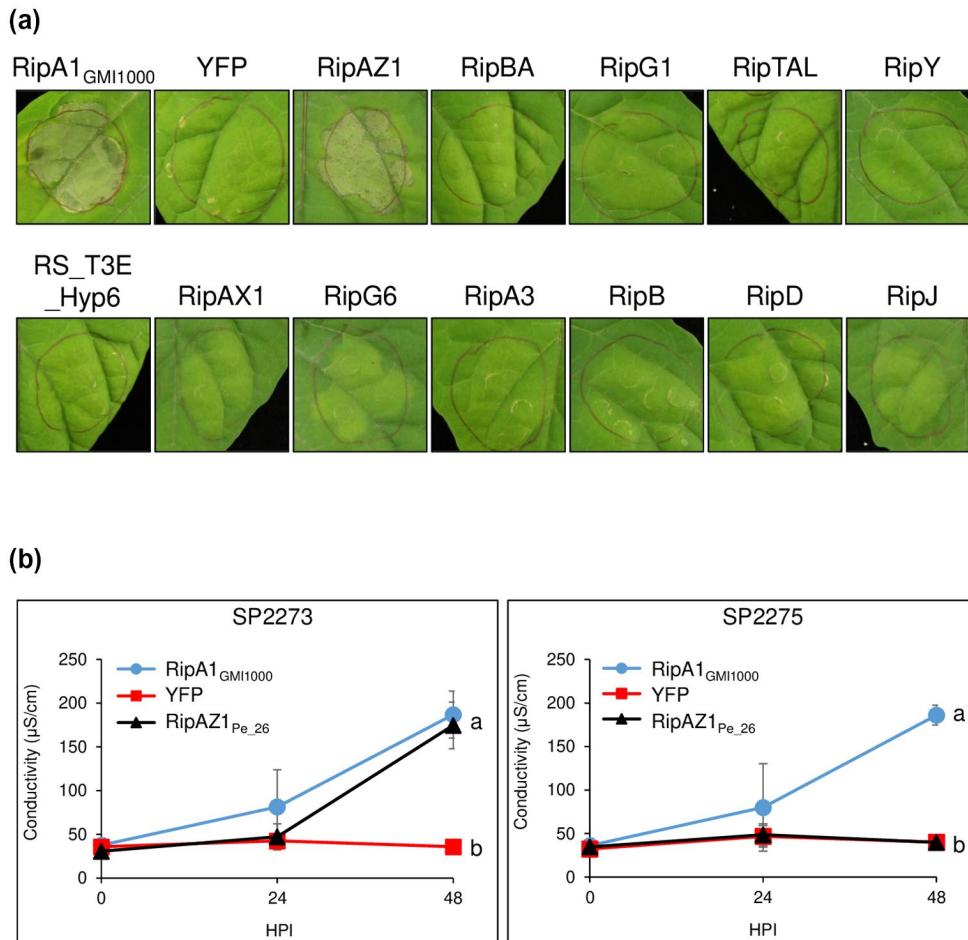 (a)
RipA1GMI1000 YFP RipAZ1 RipBA RipG1 RipTAL RipY
RS_T3E
_Hyp6 RipAX1 RipG6 RipA3 RipB RipD RipJ
(b)
SP2273
250
200
150
100
50
0
Conductivity (µS/cm)
RipA1GMI1000
YFP
RipAZ1Pe_26
a
b
0 24 48
HPI
SP2275
250
200
150
100
50
0
Conductivity (µS/cm)
RipA1GMI1000
YFP
RipAZ1Pe_26
a
b
0 24 48
HPI